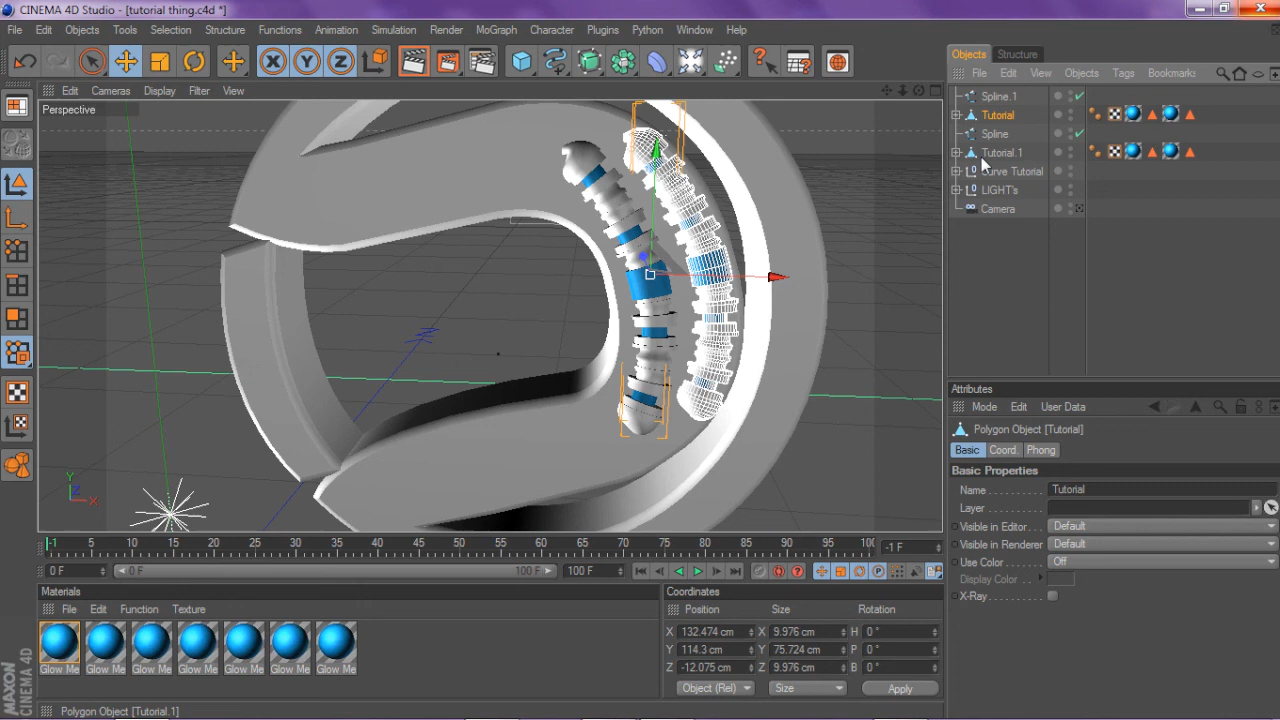 CINEMA 4D Studio - [tutorial thing.c4d *]
File Edit Objects Tools Selection Structure Functions Animation Simulation Render MoGraph Character Plugins Python Window Help
X Y Z
Edit Cameras Display Filter View
Perspective
Y
Z X
-1 5 10 15 20 25 30 35 40 45 50 55 60 65 70 75 80 85 90 95 100 -1 F
0 F 0 F 100 F 100 F
Materials
File Edit Function Texture
Glow Me Glow Me Glow Me Glow Me Glow Me Glow Me Glow Me
Coordinates
Position Size Rotation
X 132.474 cm X 9.976 cm H 0 °
Y 114.3 cm Y 75.724 cm P 0 °
Z -12.075 cm Z 9.976 cm B 0 °
Object (Rel) Size Apply
Objects Structure
File Edit View Objects Tags Bookmarks
Spline.1
Tutorial
Spline
Tutorial.1
Curve Tutorial
LIGHT's
Camera
Attributes
Mode Edit User Data
Polygon Object [Tutorial]
Basic Coord. Phong
Basic Properties
Name Tutorial
Layer
Visible in Editor Default
Visible in Renderer Default
Use Color Off
Display Color
X-Ray
MAXON
CINEMA 4D
Polygon Object [Tutorial.1]